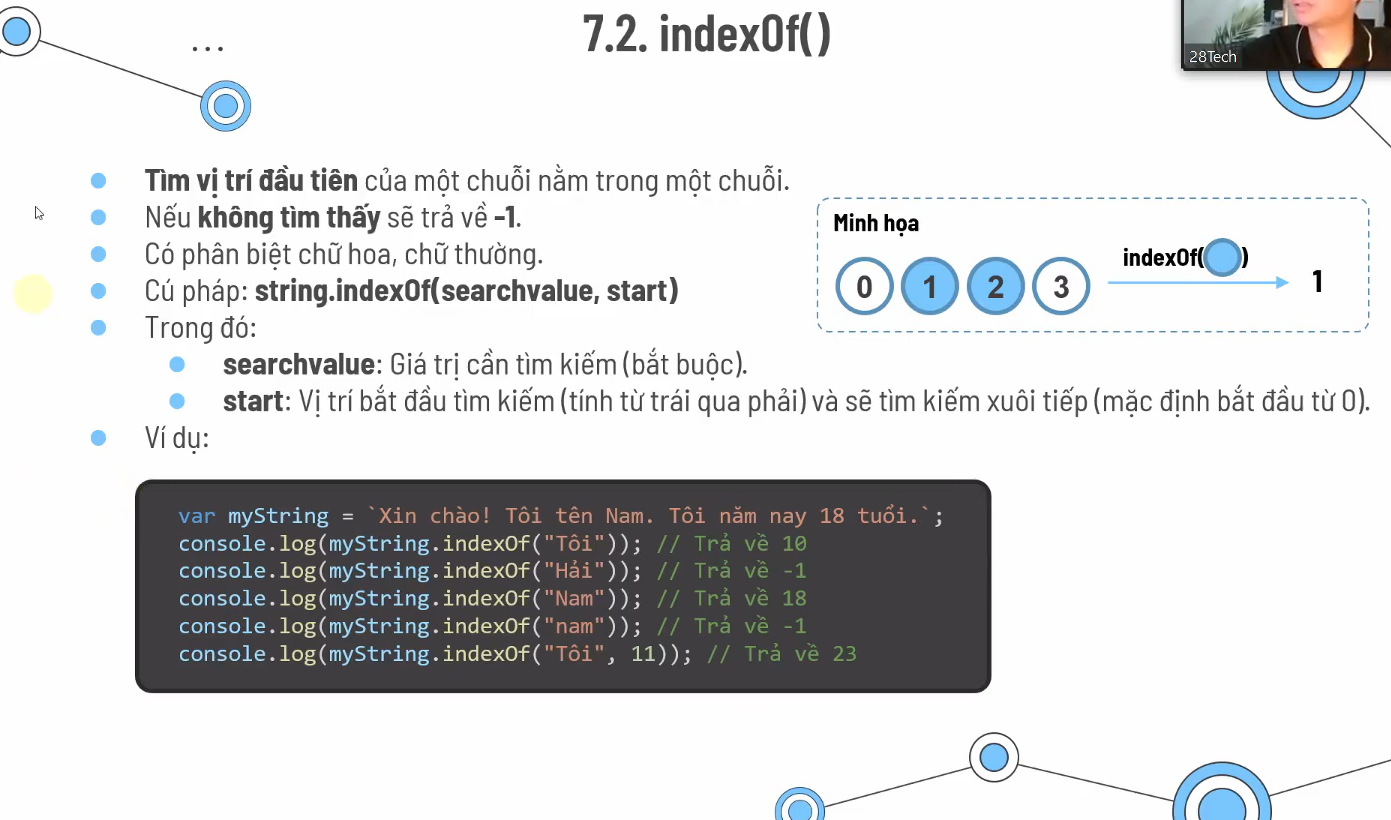 ...
7.2. indexOf()
28Tech
Tìm vị trí đầu tiên của một chuỗi nằm trong một chuỗi.
Nếu không tìm thấy sẽ trả về -1.
Có phân biệt chữ hoa, chữ thường.
Cú pháp: string.indexOf(searchvalue, start)
Trong đó:
searchvalue: Giá trị cần tìm kiếm (bắt buộc).
start: Vị trí bắt đầu tìm kiếm (tính từ trái qua phải) và sẽ tìm kiếm xuôi tiếp (mặc định bắt đầu từ 0).
Ví dụ:
Minh họa
0 1 2 3
indexOf( )
1
var myString = `Xin chào! Tôi tên Nam. Tôi năm nay 18 tuổi.`;
console.log(myString.indexOf("Tôi")); // Trả về 10
console.log(myString.indexOf("Hải")); // Trả về -1
console.log(myString.indexOf("Nam")); // Trả về 18
console.log(myString.indexOf("nam")); // Trả về -1
console.log(myString.indexOf("Tôi", 11)); // Trả về 23